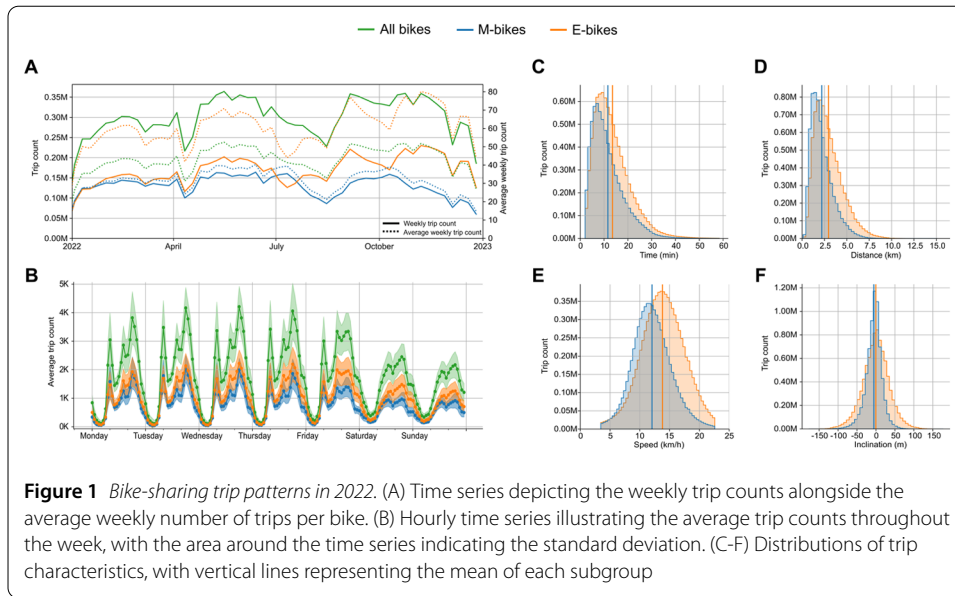 All bikes M-bikes E-bikes
A
0.35M
0.30M
0.25M
0.20M
0.15M
0.10M
0.05M
0.00M
Trip count
80
70
60
50
40
30
20
10
0
Average weekly trip count
Weekly trip count
Average weekly trip count
2022 April July October 2023
B
5K
4K
3K
2K
1K
0K
Average trip count
Monday Tuesday Wednesday Thursday Friday Saturday Sunday
C
0.60M
0.50M
0.40M
0.30M
0.20M
0.10M
0.00M
Trip count
0 10 20 30 40 50 60
Time (min)
D
0.80M
0.70M
0.60M
0.50M
0.40M
0.30M
0.20M
0.10M
0.00M
Trip count
0.0 2.5 5.0 7.5 10.0 12.5 15.0
Distance (km)
E
0.35M
0.30M
0.25M
0.20M
0.15M
0.10M
0.05M
0.00M
Trip count
5 10 15 20 25
Speed (km/h)
F
1.20M
1.00M
0.80M
0.60M
0.40M
0.20M
0.00M
Trip count
-150 -100 -50 0 50 100 150
Inclination (m)
Figure 1 Bike-sharing trip patterns in 2022. (A) Time series depicting the weekly trip counts alongside the
average weekly number of trips per bike. (B) Hourly time series illustrating the average trip counts throughout
the week, with the area around the time series indicating the standard deviation. (C-F) Distributions of trip
characteristics, with vertical lines representing the mean of each subgroup